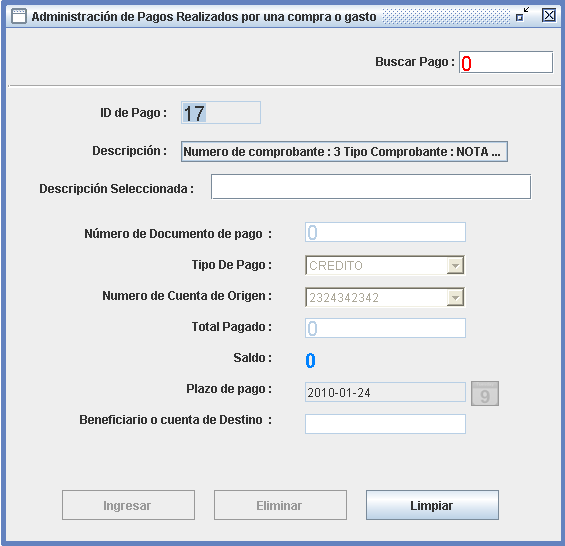 Administración de Pagos Realizados por una compra o gasto
Buscar Pago : 0
ID de Pago : 17
Descripción : Numero de comprobante : 3 Tipo Comprobante : NOTA ...
Descripción Seleccionada :
Número de Documento de pago : 0
Tipo De Pago : CREDITO
Numero de Cuenta de Origen : 2324342342
Total Pagado : 0
Saldo : 0
Plazo de pago : 2010-01-24 9
Beneficiario o cuenta de Destino :
Ingresar Eliminar Limpiar